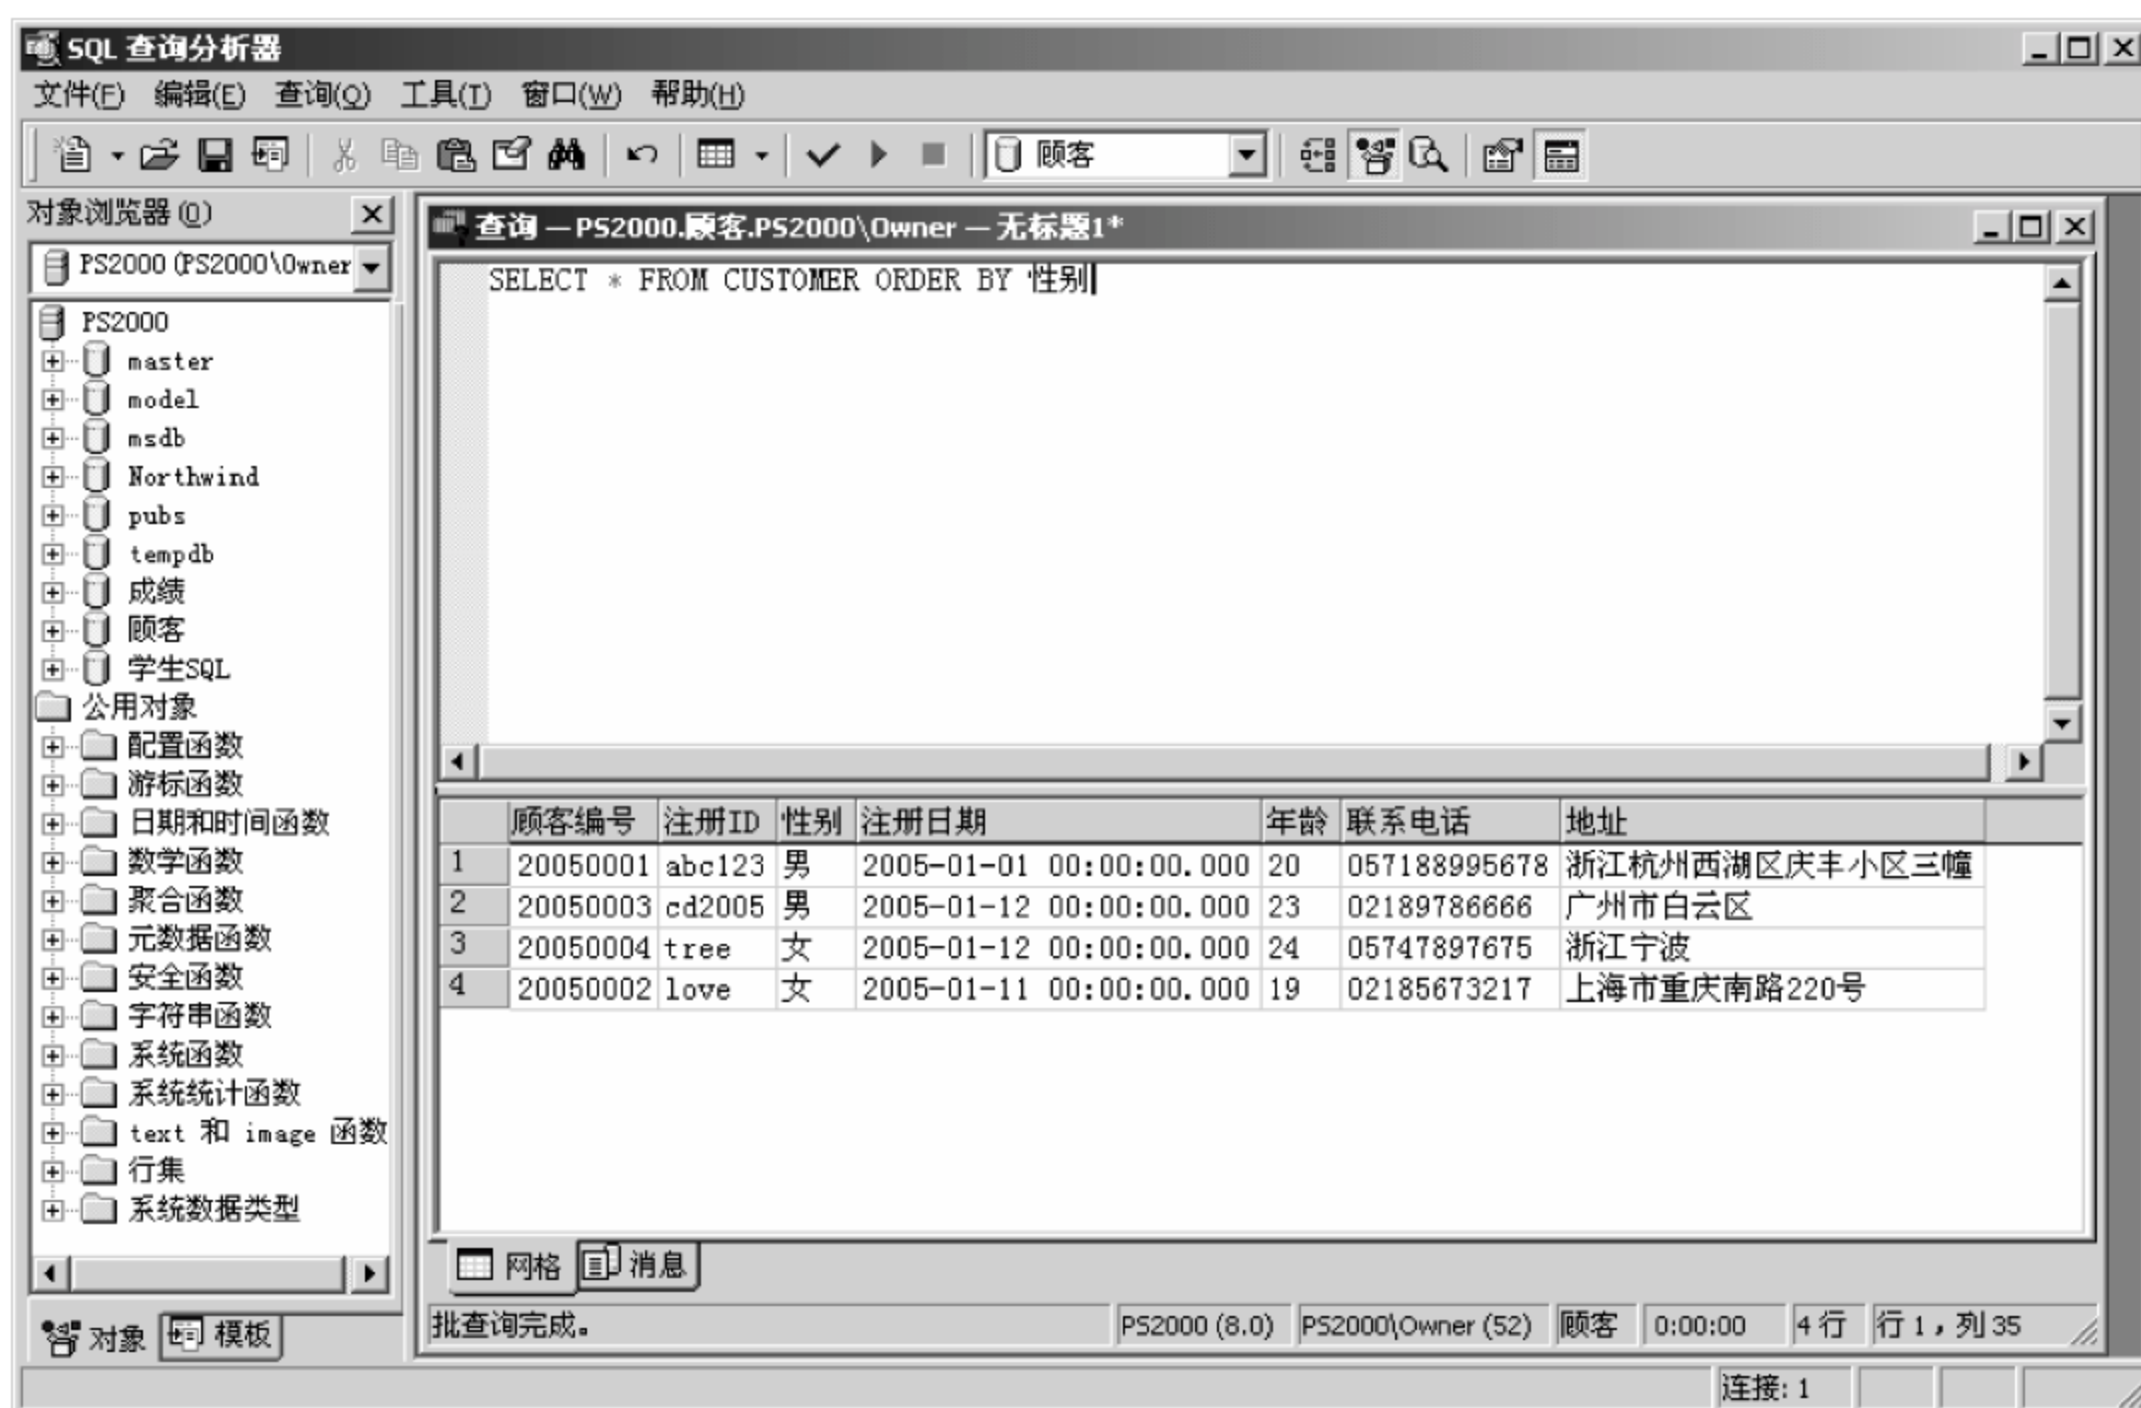 SQL 查询分析器
文件(F) 编辑(E) 查询(Q) 工具(T) 窗口(W) 帮助(H)
顾客
对象浏览器(O)
PS2000 (PS2000\Owner
PS2000
master
model
msdb
Northwind
pubs
tempdb
成绩
顾客
学生SQL
公用对象
配置函数
游标函数
日期和时间函数
数学函数
聚合函数
元数据函数
安全函数
字符串函数
系统函数
系统统计函数
text 和 image 函数
行集
系统数据类型
对象 模板
查询 — PS2000.顾客.PS2000\Owner — 无标题1*
SELECT * FROM CUSTOMER ORDER BY 性别
顾客编号 注册ID 性别 注册日期 年龄 联系电话 地址
1 20050001 abc123 男 2005-01-01 00:00:00.000 20 057188995678 浙江杭州西湖区庆丰小区三幢
2 20050003 cd2005 男 2005-01-12 00:00:00.000 23 02189786666 广州市白云区
3 20050004 tree 女 2005-01-12 00:00:00.000 24 05747897675 浙江宁波
4 20050002 love 女 2005-01-11 00:00:00.000 19 02185673217 上海市重庆南路220号
网格 消息
批查询完成。 PS2000 (8.0) PS2000\Owner (52) 顾客 0:00:00 4 行 行 1，列 35
连接: 1